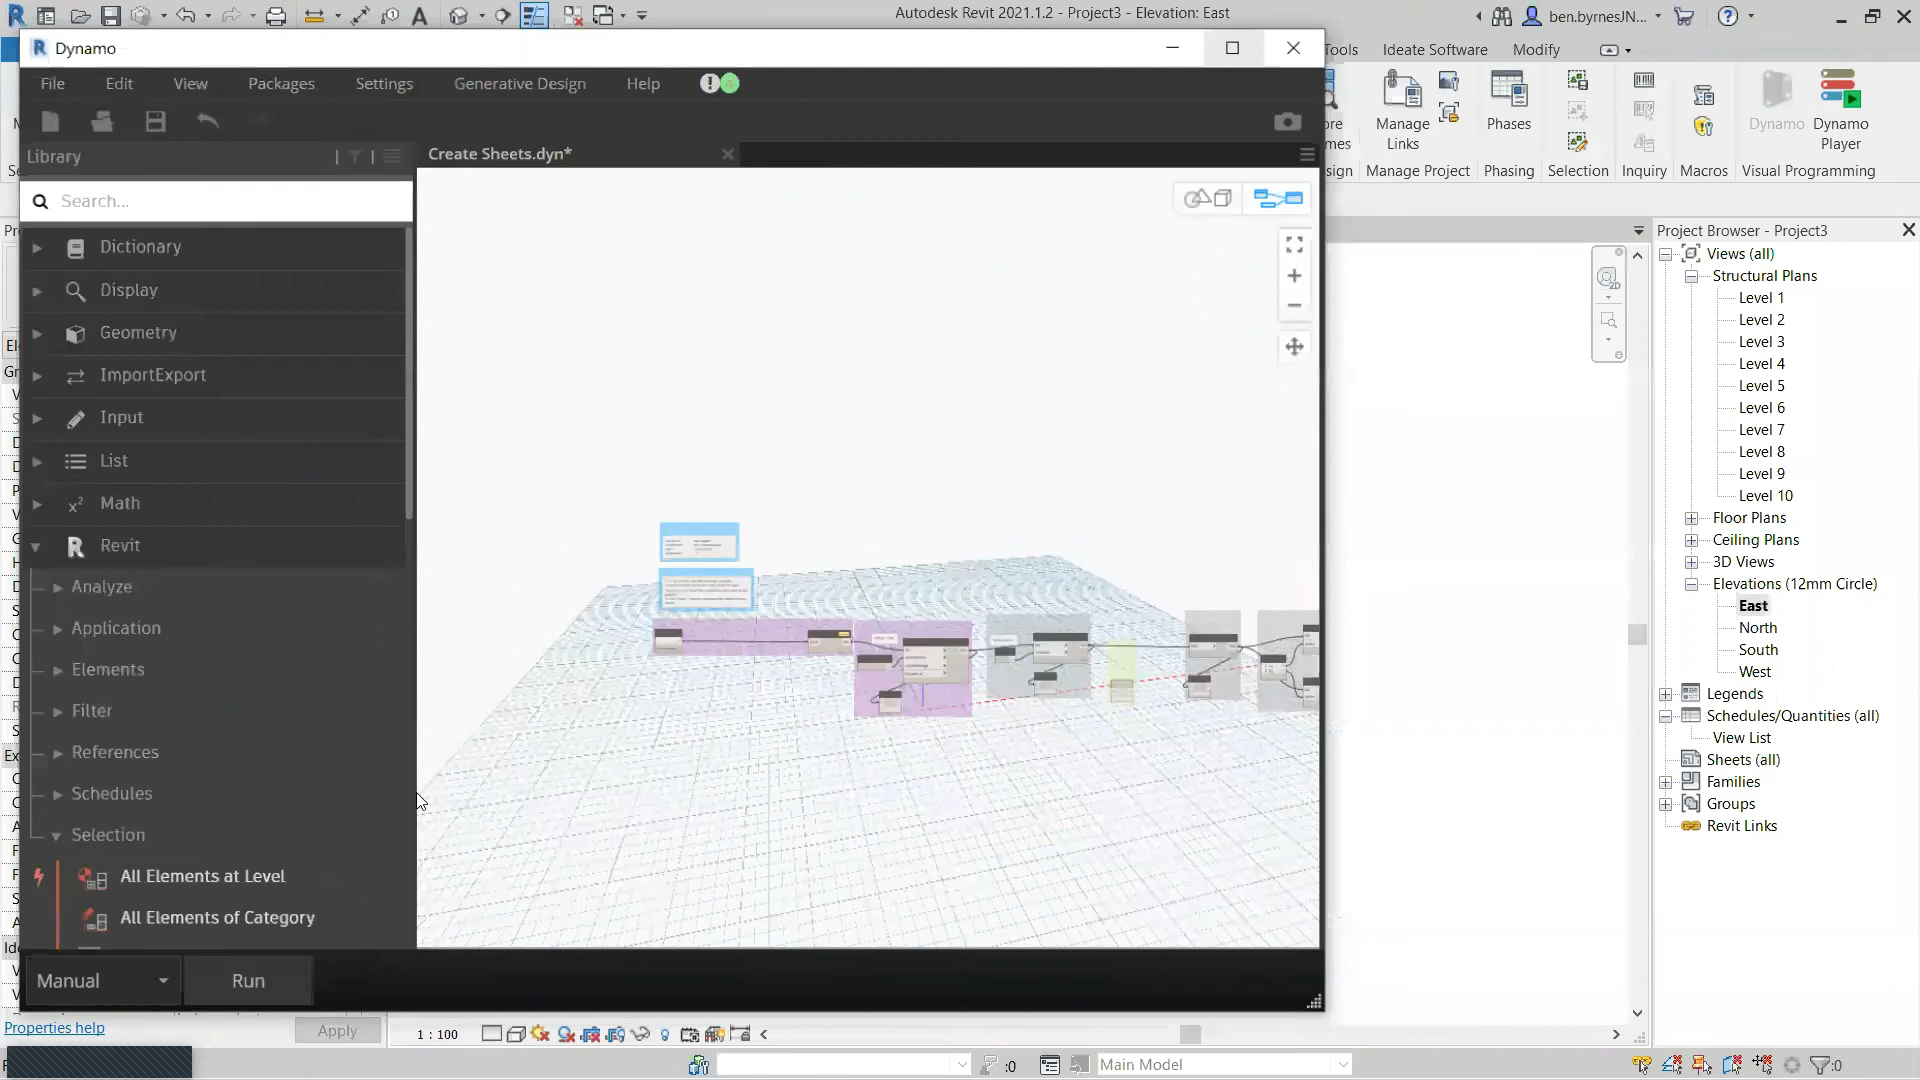 Autodesk Revit 2021.1.2 - Project3 - Elevation: East
ben.byrnesJN...
Dynamo
Tools
Ideate Software
Modify
File
Edit
View
Packages
Settings
Generative Design
Help
Library
Create Sheets.dyn*
Search...
Dictionary
Display
Geometry
ImportExport
Input
List
Math
Revit
Analyze
Application
Elements
Filter
References
Schedules
Selection
All Elements at Level
All Elements of Category
Manual
Run
Manage
Links
Phases
Dynamo
Dynamo
Player
Manage Project
Phasing
Selection
Inquiry
Macros
Visual Programming
Project Browser - Project3
Views (all)
Structural Plans
Level 1
Level 2
Level 3
Level 4
Level 5
Level 6
Level 7
Level 8
Level 9
Level 10
Floor Plans
Ceiling Plans
3D Views
Elevations (12mm Circle)
East
North
South
West
Legends
Schedules/Quantities (all)
View List
Sheets (all)
Families
Groups
Revit Links
Properties help
Apply
1 : 100
:0
Main Model
:0